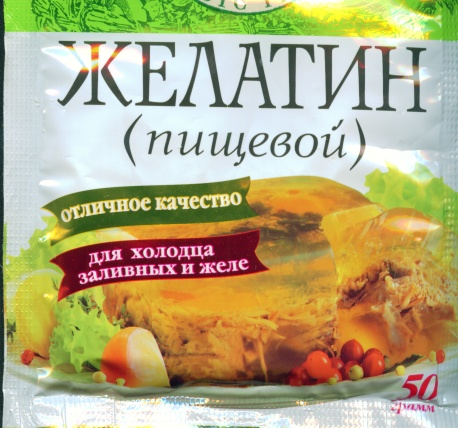 ЖЕЛАТИН
(пищевой)
ОТЛИЧНОЕ КАЧЕСТВО
для холодца
заливных и желе
50
грамм